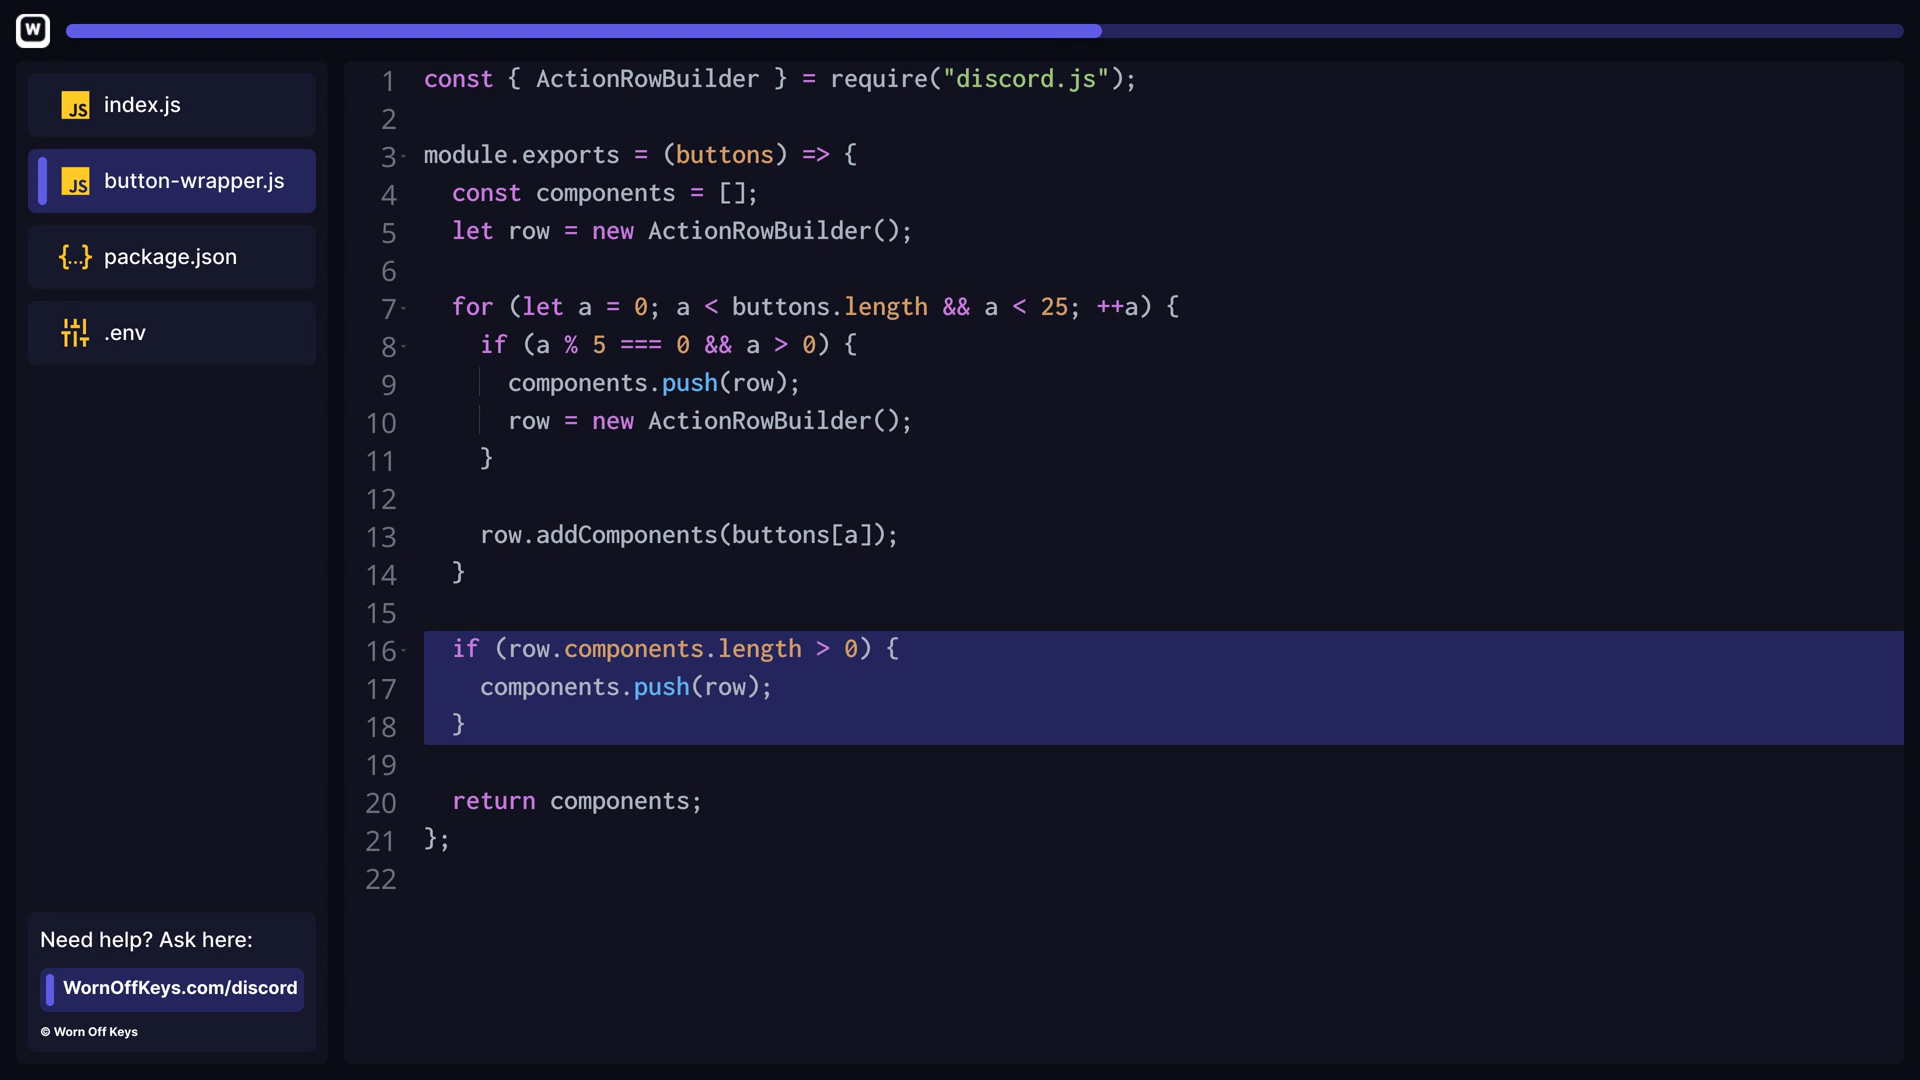 W
JS index.js
JS button-wrapper.js
{...} package.json
.env
Need help? Ask here:
WornOffKeys.com/discord
© Worn Off Keys
1 const { ActionRowBuilder } = require("discord.js");
2
3 module.exports = (buttons) => {
4   const components = [];
5   let row = new ActionRowBuilder();
6
7   for (let a = 0; a < buttons.length && a < 25; ++a) {
8     if (a % 5 === 0 && a > 0) {
9       components.push(row);
10       row = new ActionRowBuilder();
11     }
12
13     row.addComponents(buttons[a]);
14   }
15
16   if (row.components.length > 0) {
17     components.push(row);
18   }
19
20   return components;
21 };
22